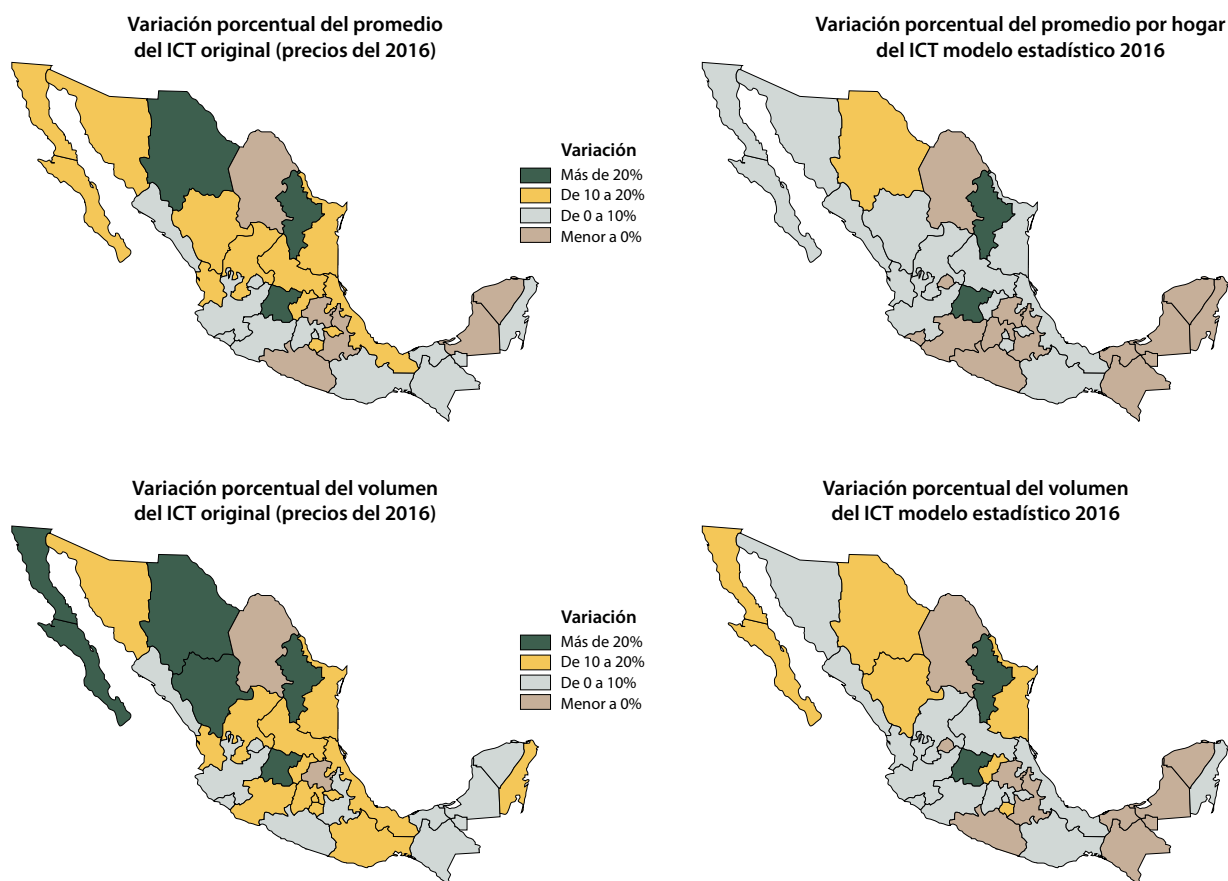 Variación porcentual del promedio
del ICT original (precios del 2016)
Variación porcentual del promedio por hogar
del ICT modelo estadístico 2016
Variación
Más de 20%
De 10 a 20%
De 0 a 10%
Menor a 0%
Variación porcentual del volumen
del ICT original (precios del 2016)
Variación porcentual del volumen
del ICT modelo estadístico 2016
Variación
Más de 20%
De 10 a 20%
De 0 a 10%
Menor a 0%